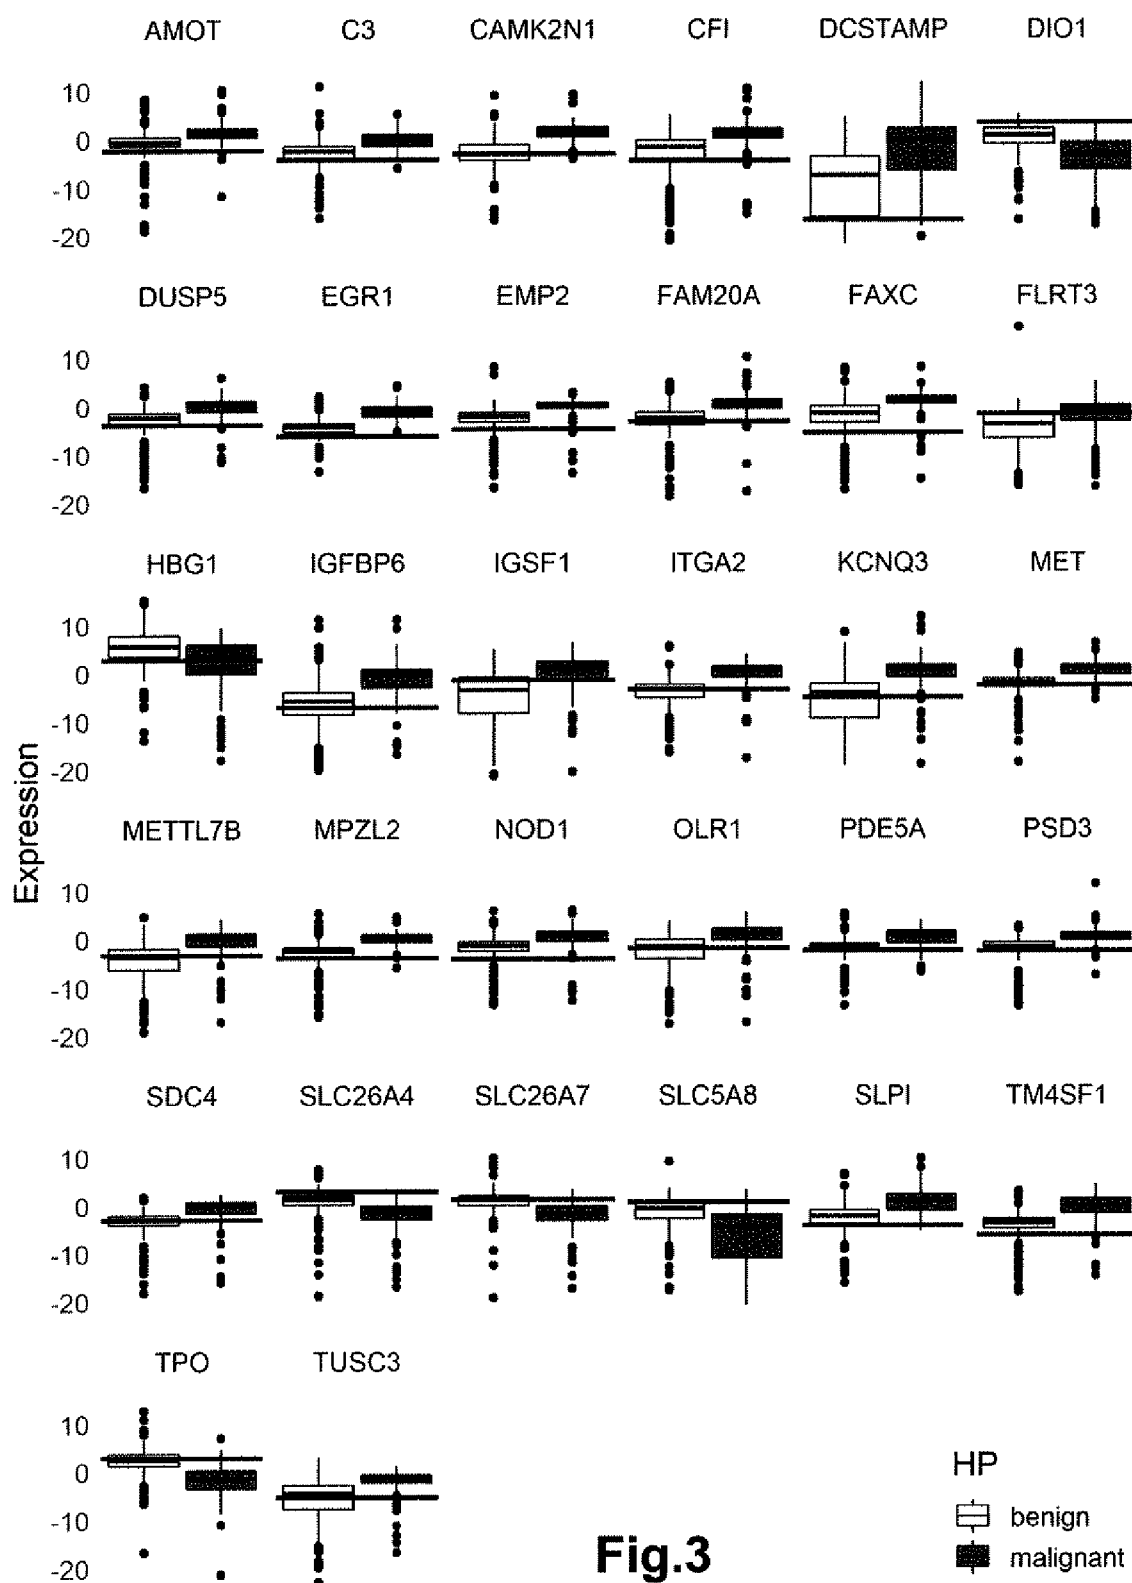 AMOT C3 CAMK2N1 CFI DCSTAMP DIO1
10
0
-10
-20
DUSP5 EGR1 EMP2 FAM20A FAXC FLRT3
10
0
-10
-20
HBG1 IGFBP6 IGSF1 ITGA2 KCNQ3 MET
10
0
-10
-20
Expression
METTL7B MPZL2 NOD1 OLR1 PDE5A PSD3
10
0
-10
-20
SDC4 SLC26A4 SLC26A7 SLC5A8 SLPI TM4SF1
10
0
-10
-20
TPO TUSC3
10
0
-10
-20
HP
benign
malignant
Fig.3